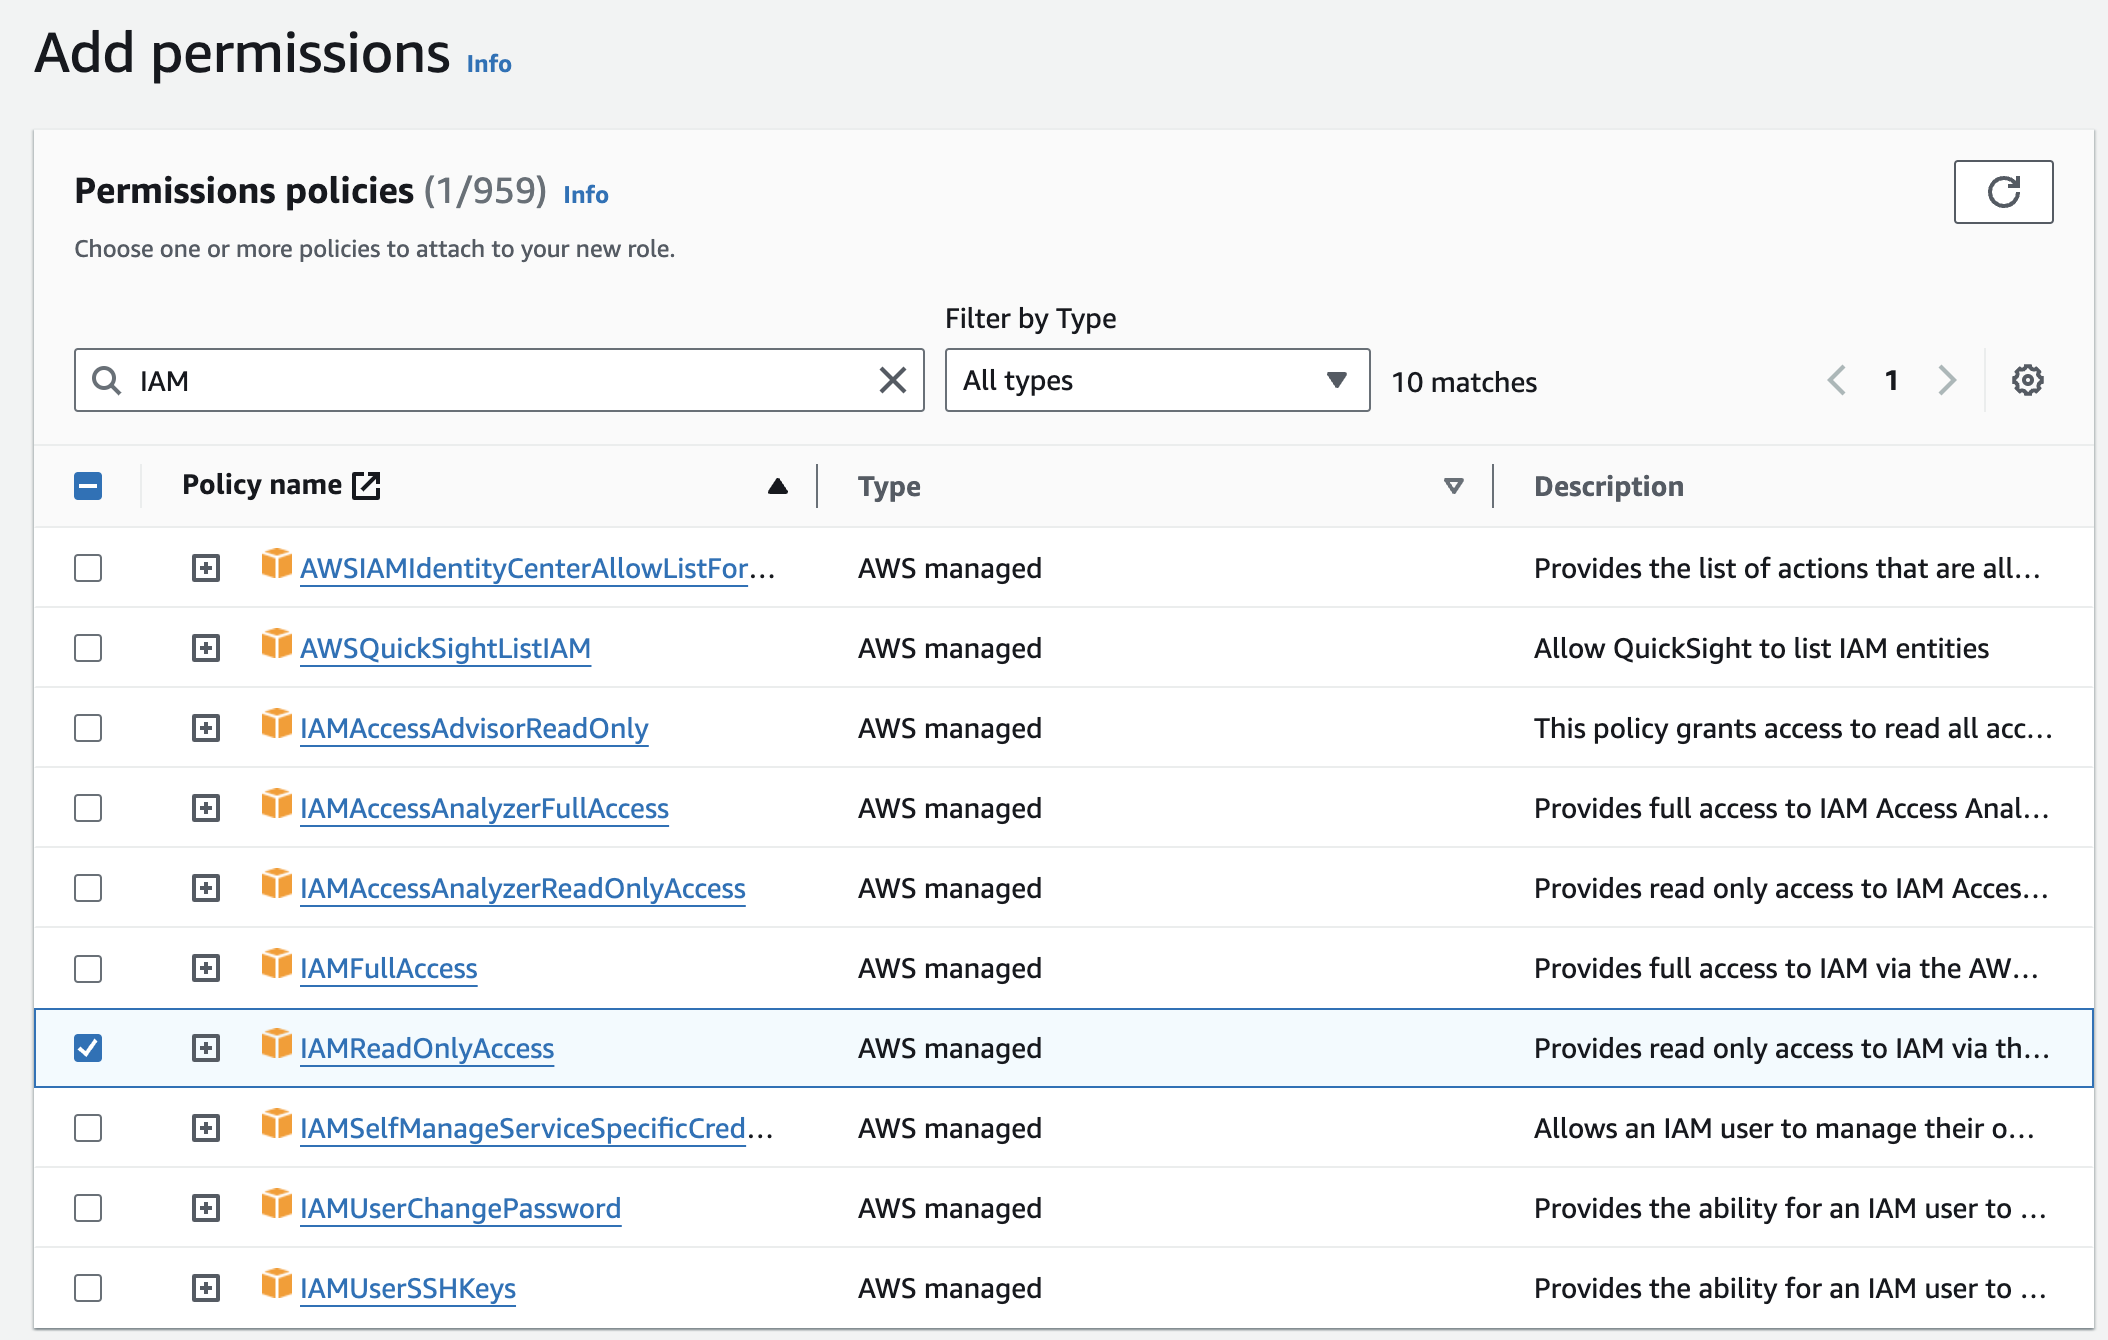 Add permissions Info
Permissions policies (1/959) Info
Choose one or more policies to attach to your new role.
Filter by Type
IAM All types 10 matches 1
Policy name Type Description
AWSIAMIdentityCenterAllowListFor... AWS managed Provides the list of actions that are all...
AWSQuickSightListIAM AWS managed Allow QuickSight to list IAM entities
IAMAccessAdvisorReadOnly AWS managed This policy grants access to read all acc...
IAMAccessAnalyzerFullAccess AWS managed Provides full access to IAM Access Anal...
IAMAccessAnalyzerReadOnlyAccess AWS managed Provides read only access to IAM Acces...
IAMFullAccess AWS managed Provides full access to IAM via the AW...
IAMReadOnlyAccess AWS managed Provides read only access to IAM via th...
IAMSelfManageServiceSpecificCred... AWS managed Allows an IAM user to manage their o...
IAMUserChangePassword AWS managed Provides the ability for an IAM user to ...
IAMUserSSHKeys AWS managed Provides the ability for an IAM user to ...